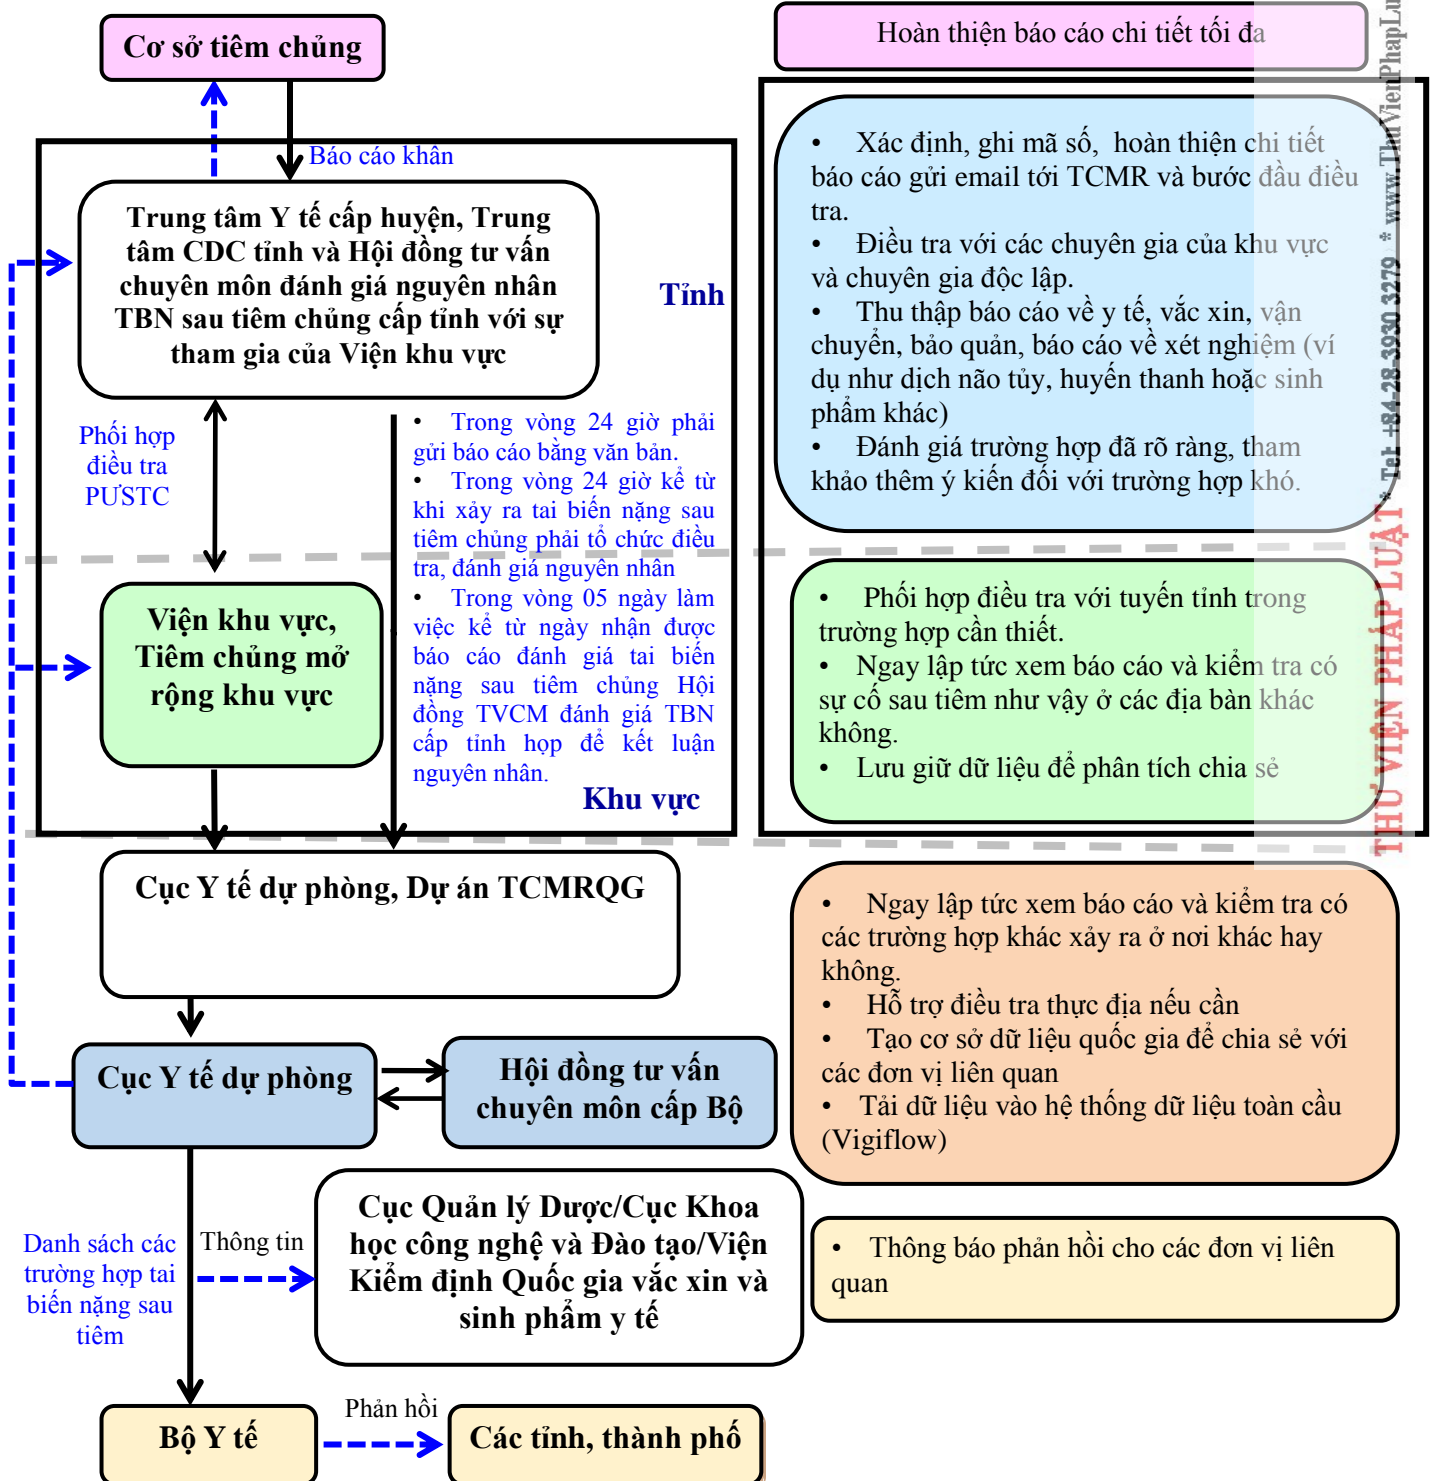 Cơ sở tiêm chủng
Hoàn thiện báo cáo chi tiết tối đa
Báo cáo khẩn
Trung tâm Y tế cấp huyện, Trung
tâm CDC tỉnh và Hội đồng tư vấn
chuyên môn đánh giá nguyên nhân
TBN sau tiêm chủng cấp tỉnh với sự
tham gia của Viện khu vực
Tỉnh
• Xác định, ghi mã số, hoàn thiện chi tiết
báo cáo gửi email tới TCMR và bước đầu điều
tra.
• Điều tra với các chuyên gia của khu vực
và chuyên gia độc lập.
• Thu thập báo cáo về y tế, vắc xin, vận
chuyển, bảo quản, báo cáo về xét nghiệm (ví
dụ như dịch não tủy, huyến thanh hoặc sinh
phẩm khác)
• Đánh giá trường hợp đã rõ ràng, tham
khảo thêm ý kiến đối với trường hợp khó.
Phối hợp
điều tra
PƯSTC
• Trong vòng 24 giờ phải
gửi báo cáo bằng văn bản.
• Trong vòng 24 giờ kể từ
khi xảy ra tai biến nặng sau
tiêm chủng phải tổ chức điều
tra, đánh giá nguyên nhân
• Trong vòng 05 ngày làm
việc kể từ ngày nhận được
báo cáo đánh giá tai biến
nặng sau tiêm chủng Hội
đồng TVCM đánh giá TBN
cấp tỉnh họp để kết luận
nguyên nhân.
Viện khu vực,
Tiêm chủng mở
rộng khu vực
Khu vực
• Phối hợp điều tra với tuyến tỉnh trong
trường hợp cần thiết.
• Ngay lập tức xem báo cáo và kiểm tra có
sự cố sau tiêm như vậy ở các địa bàn khác
không.
• Lưu giữ dữ liệu để phân tích chia sẻ
Cục Y tế dự phòng, Dự án TCMRQG
• Ngay lập tức xem báo cáo và kiểm tra có
các trường hợp khác xảy ra ở nơi khác hay
không.
• Hỗ trợ điều tra thực địa nếu cần
• Tạo cơ sở dữ liệu quốc gia để chia sẻ với
các đơn vị liên quan
• Tải dữ liệu vào hệ thống dữ liệu toàn cầu
(Vigiflow)
Cục Y tế dự phòng
Hội đồng tư vấn
chuyên môn cấp Bộ
Danh sách các
trường hợp tai
biến nặng sau
tiêm
Thông tin
Cục Quản lý Dược/Cục Khoa
học công nghệ và Đào tạo/Viện
Kiểm định Quốc gia vắc xin và
sinh phẩm y tế
• Thông báo phản hồi cho các đơn vị liên
quan
Bộ Y tế
Phản hồi
Các tỉnh, thành phố
THƯ VIỆN PHÁP LUẬT * Tel: +84-28-3930 3279 * www.ThuVienPhapLu